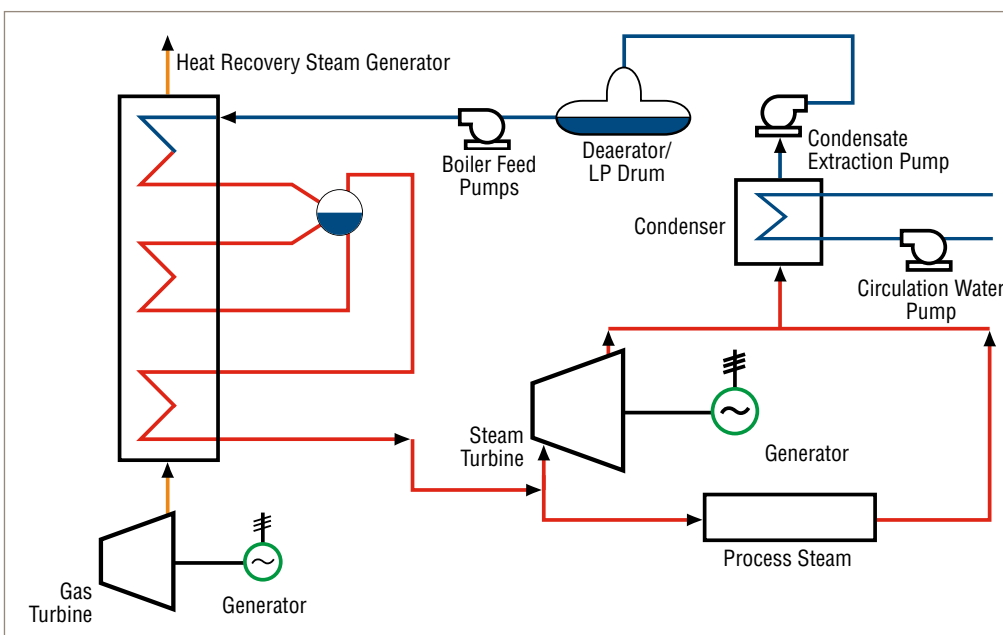 Heat Recovery Steam Generator
Boiler Feed
Pumps
Deaerator/
LP Drum
Condensate
Extraction Pump
Condenser
Circulation Water
Pump
Steam
Turbine
Generator
Process Steam
Gas
Turbine
Generator